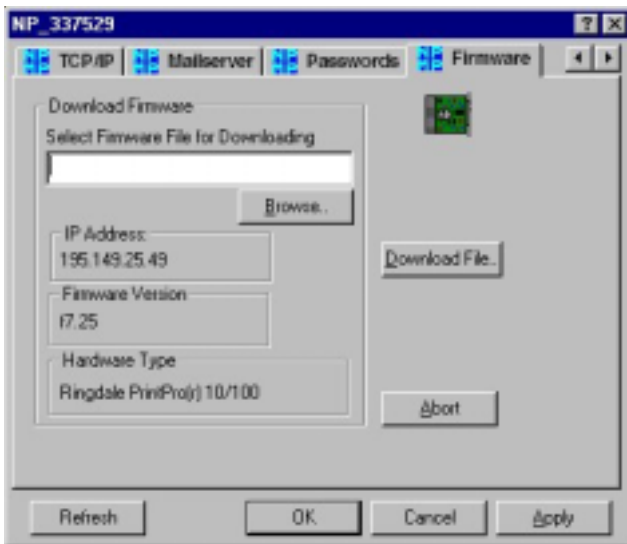 NP_337529
TCP/IP Mailserver Passwords Firmware
Download Firmware
Select Firmware File for Downloading
Browse..
IP Address:
195.149.25.49
Download File..
Firmware Version
f7.25
Hardware Type
Ringdale PrintPro(r) 10/100
Abort
Refresh OK Cancel Apply